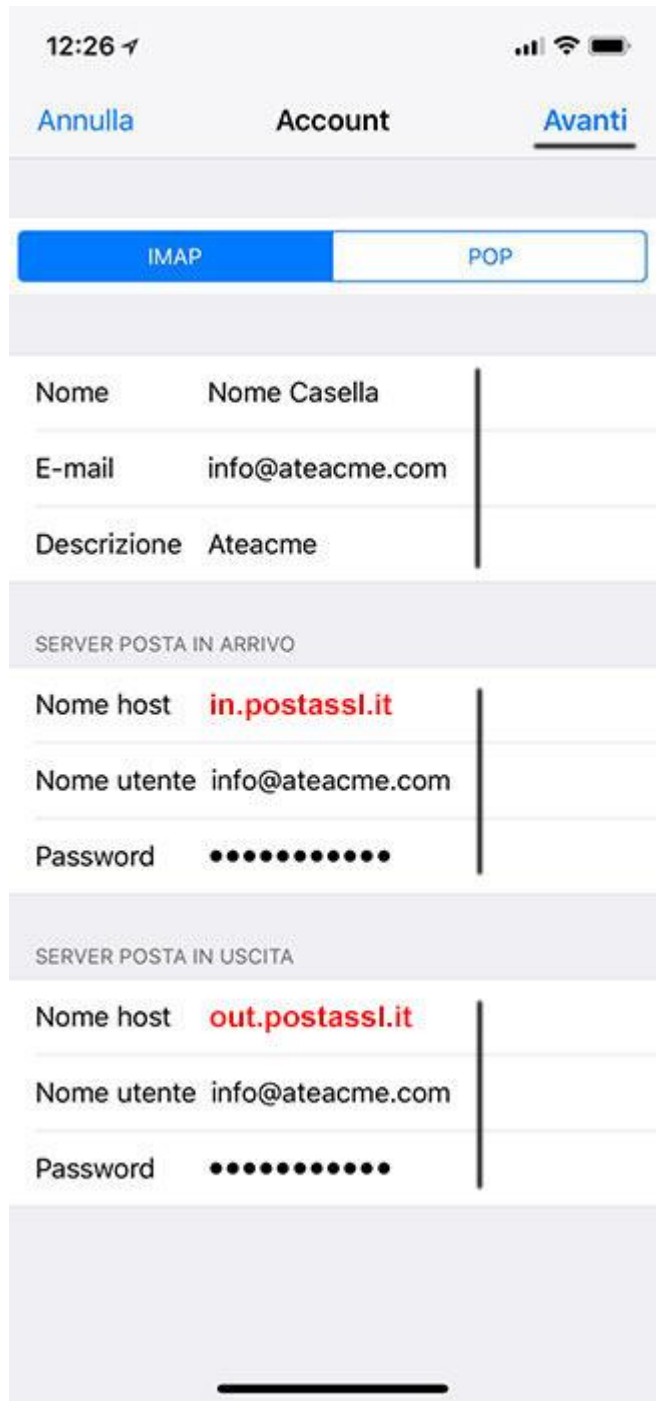 12:26
Annulla Account Avanti
IMAP POP
Nome Nome Casella
E-mail info@ateacme.com
Descrizione Ateacme
SERVER POSTA IN ARRIVO
Nome host in.postassl.it
Nome utente info@ateacme.com
Password •••••••••••
SERVER POSTA IN USCITA
Nome host out.postassl.it
Nome utente info@ateacme.com
Password •••••••••••